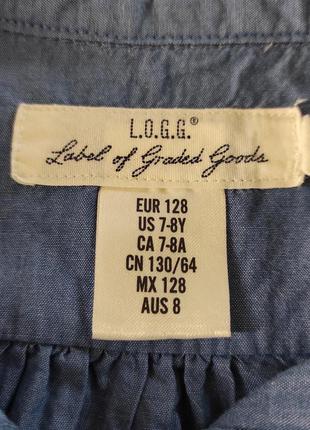 L.O.G.G.®
Label of Graded Goods
EUR 128
US 7-8Y
CA 7-8A
CN 130/64
MX 128
AUS 8